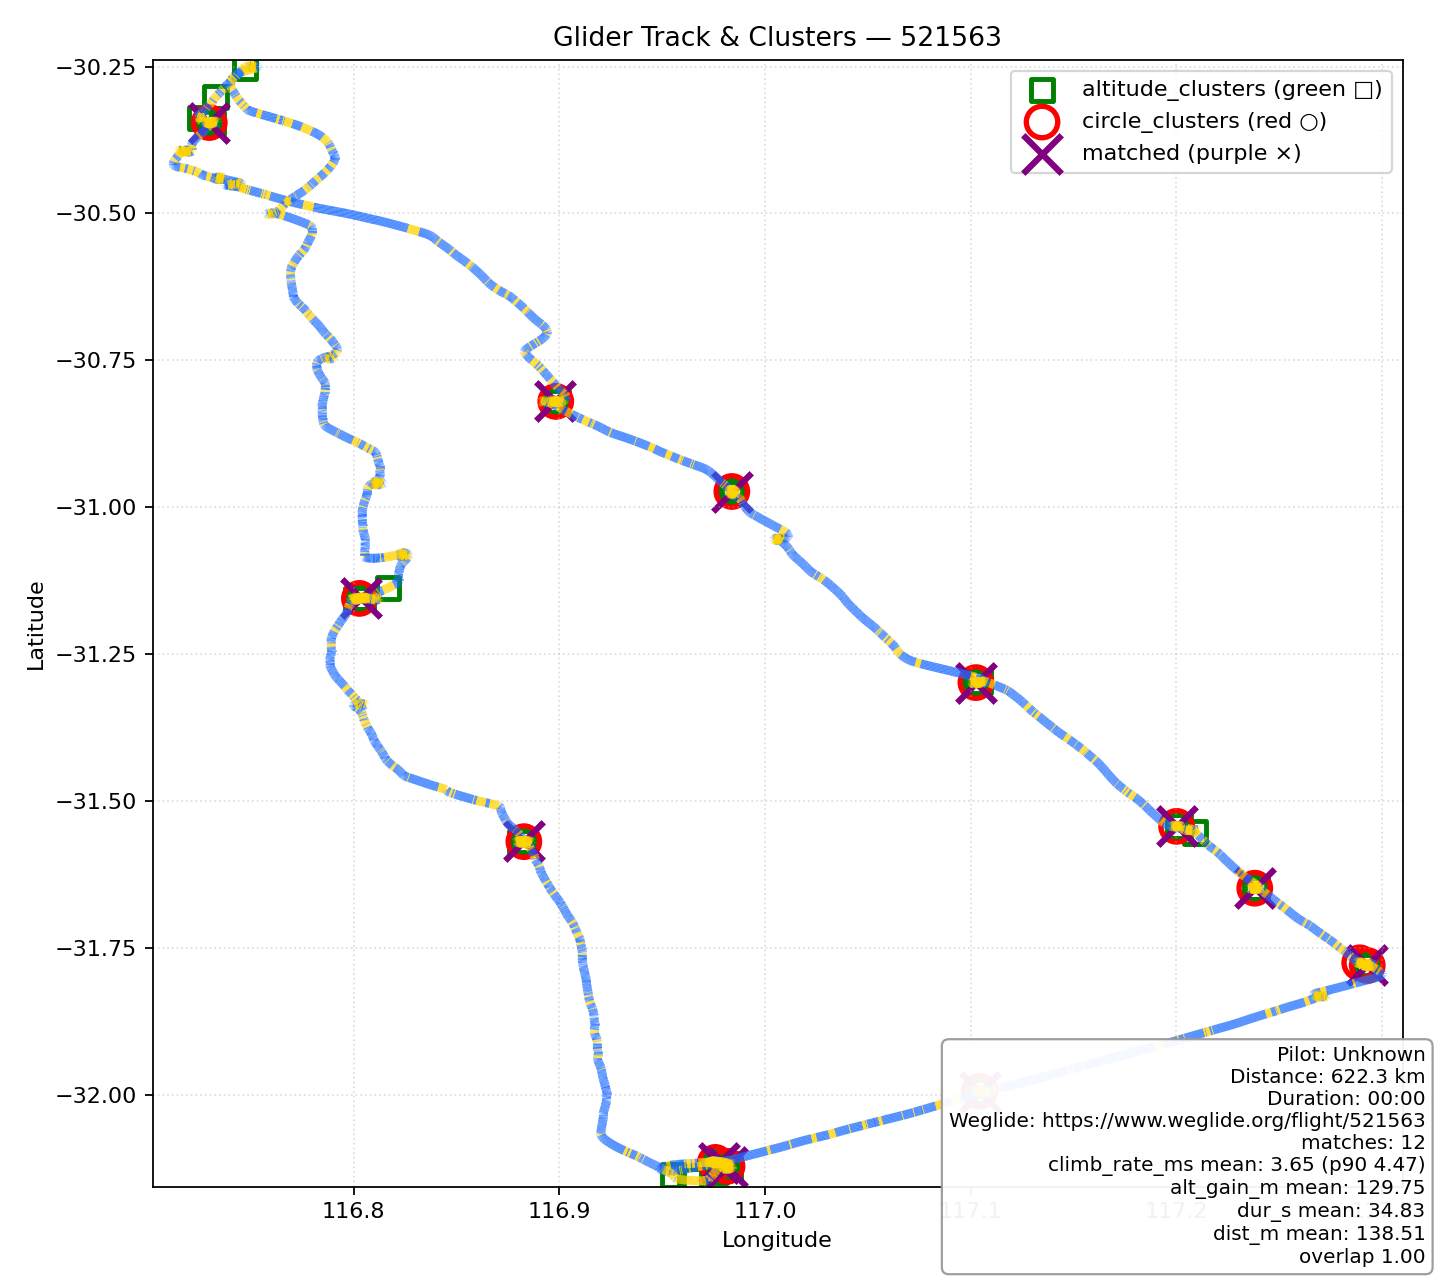 Glider Track & Clusters — 521563
altitude_clusters (green □)
circle_clusters (red ○)
matched (purple ×)
Latitude
−30.25
−30.50
−30.75
−31.00
−31.25
−31.50
−31.75
−32.00
116.8
116.9
117.0
117.1
117.2
Longitude
Pilot: Unknown
Distance: 622.3 km
Duration: 00:00
Weglide: https://www.weglide.org/flight/521563
matches: 12
climb_rate_ms mean: 3.65 (p90 4.47)
alt_gain_m mean: 129.75
dur_s mean: 34.83
dist_m mean: 138.51
overlap 1.00